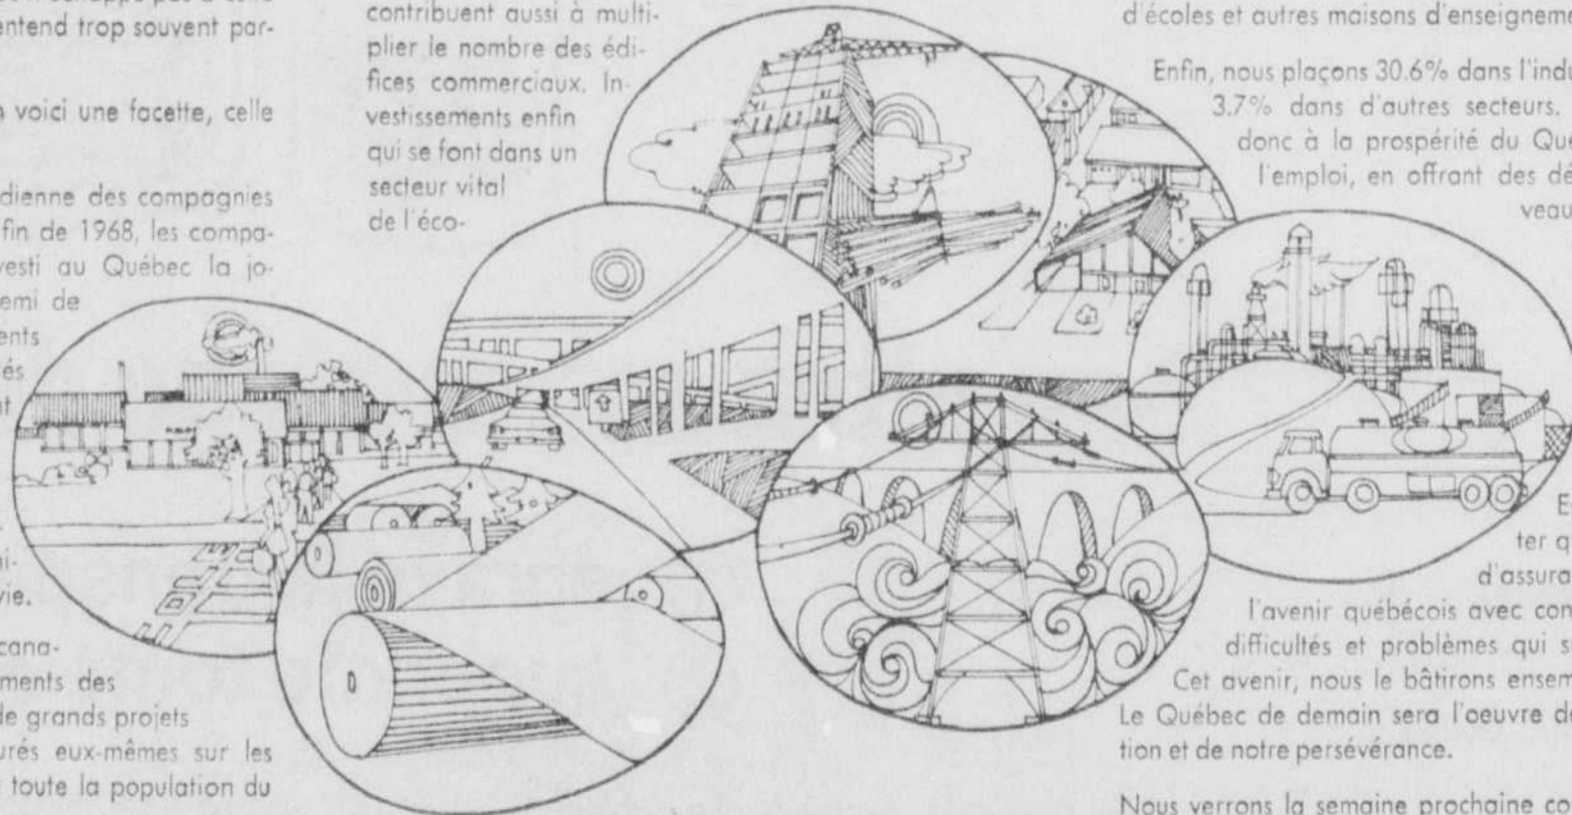 entend trop souvent par-
voici une facette, celle
dienne des compagnies
fin de 1968, les compa-
vesti au Québec la jo-
emi de
ents
és
nt
ni-
vie.
cana-
ments des
de grands projets
urés eux-mêmes sur les
toute la population du
contribuent aussi à multi-
plier le nombre des édi-
fices commerciaux. In-
vestissements enfin
qui se font dans un
secteur vital
de l'éco-
d'écoles et autres maisons d'enseigneme
Enfin, nous plaçons 30.6% dans l'indu
3.7% dans d'autres secteurs.
donc à la prospérité du Qué
l'emploi, en offrant des dé
veau
E
ter q
d'assura
l'avenir québécois avec con
difficultés et problèmes qui s
Cet avenir, nous le bâtirons ensem
Le Québec de demain sera l'oeuvre de
tion et de notre persévérance.
Nous verrons la semaine prochaine co